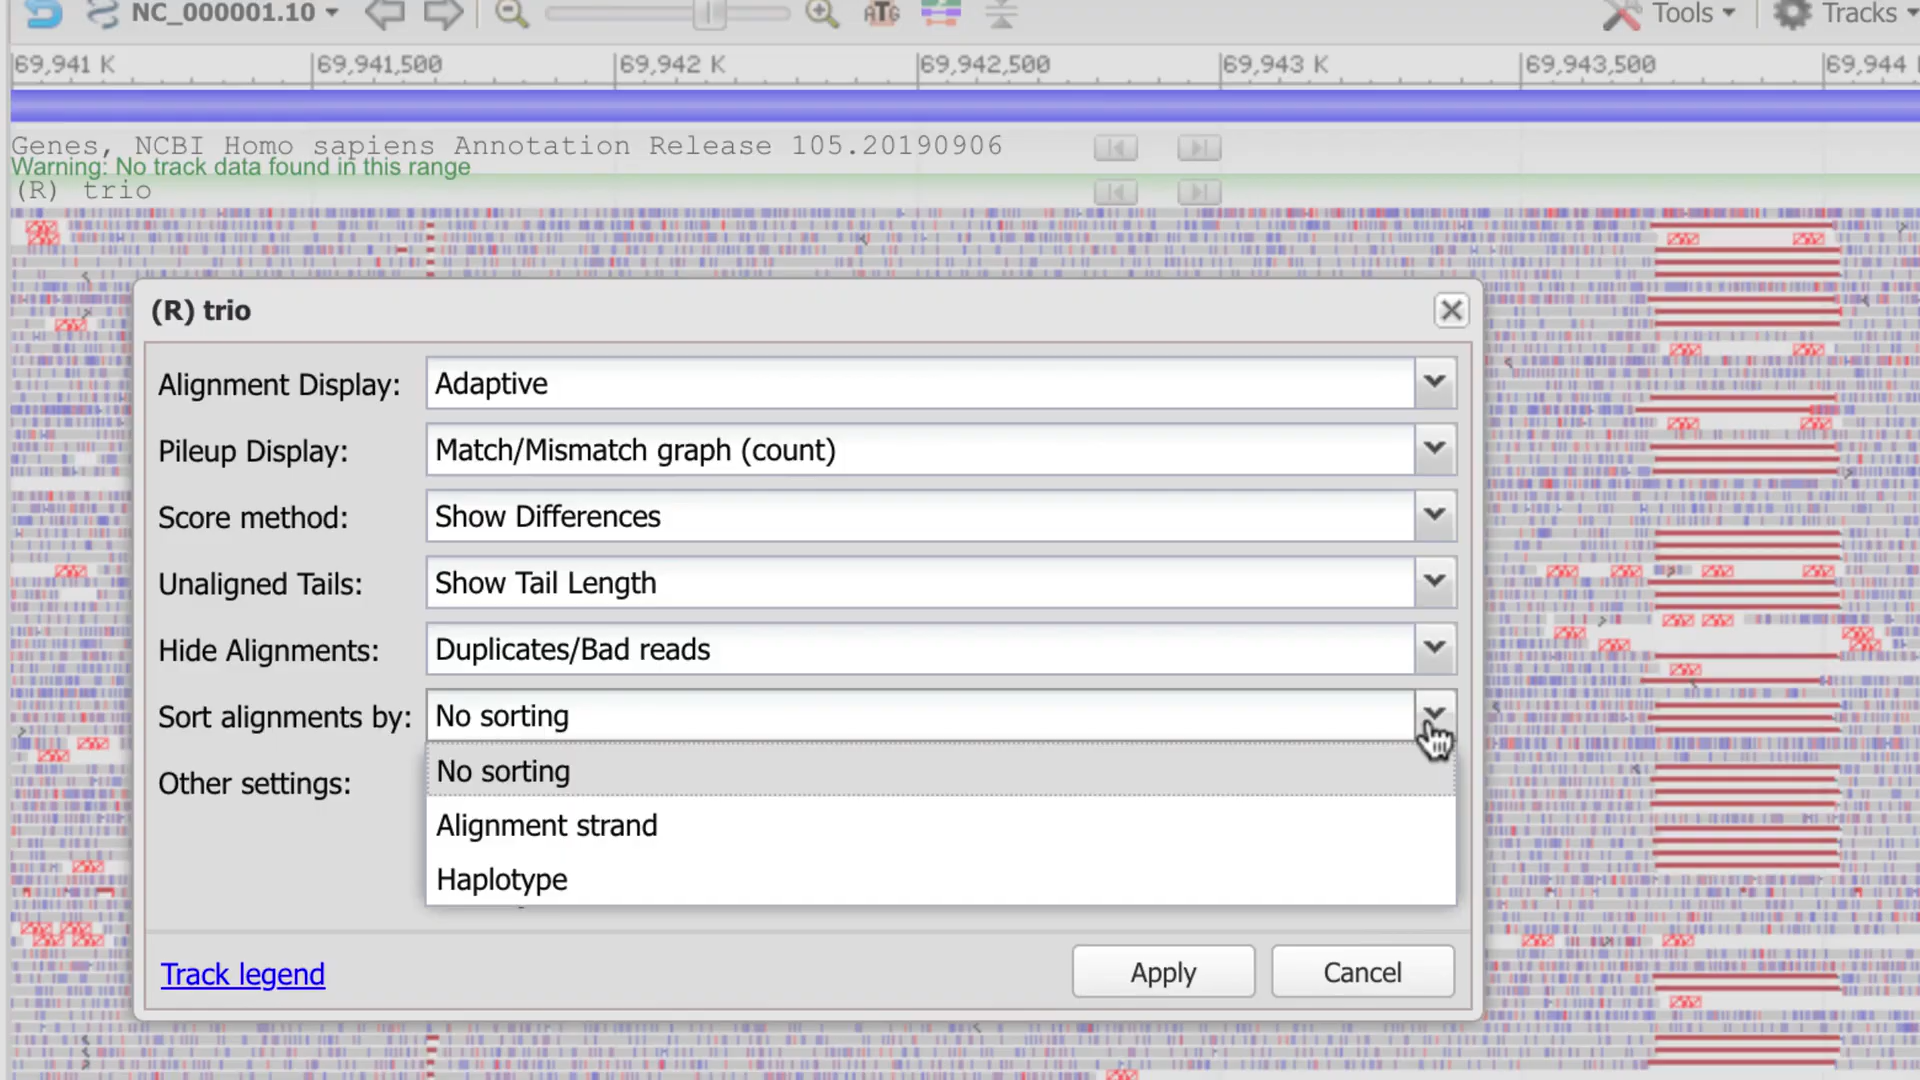 NC_000001.10
ATG
Tools
Tracks
69,941 K
69,941,500
69,942 K
69,942,500
69,943 K
69,943,500
69,944
Genes, NCBI Homo sapiens Annotation Release 105.20190906
Warning: No track data found in this range
(R) trio
(R) trio
Alignment Display: Adaptive
Pileup Display: Match/Mismatch graph (count)
Score method: Show Differences
Unaligned Tails: Show Tail Length
Hide Alignments: Duplicates/Bad reads
Sort alignments by: No sorting
No sorting
Other settings:
Alignment strand
Haplotype
Track legend
Apply
Cancel